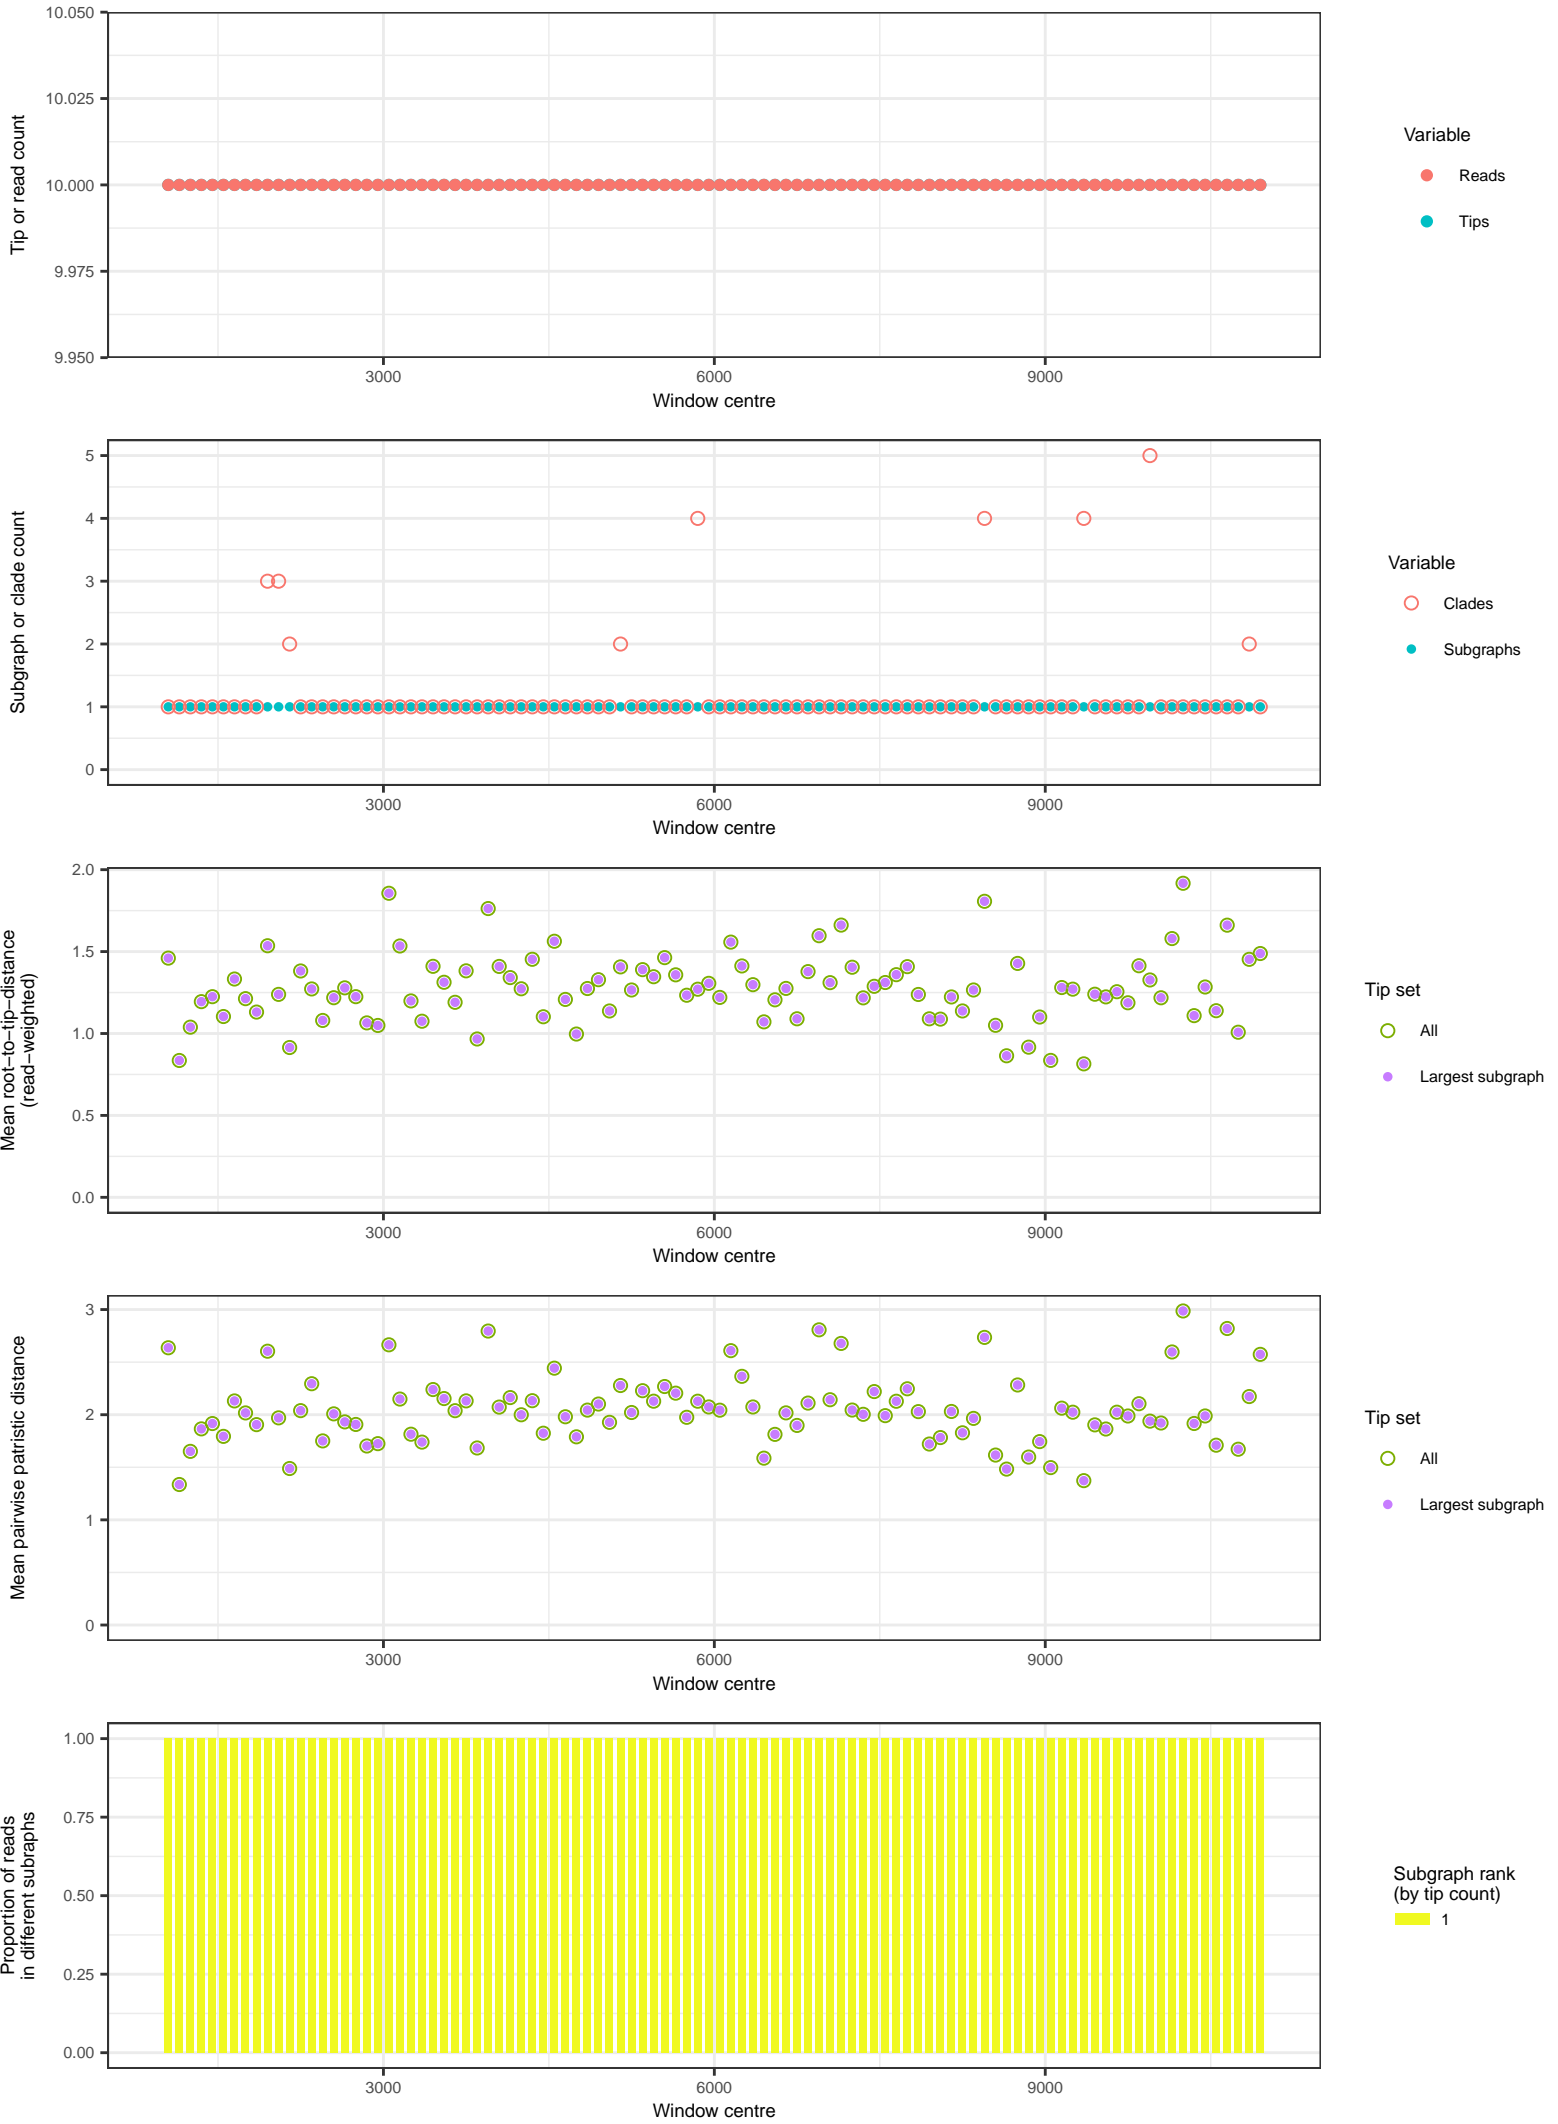 10.050
10.025
10.000
9.975
9.950
Tip or read count
3000 6000 9000
Window centre
Variable
Reads
Tips
5
4
3
2
1
0
Subgraph or clade count
3000 6000 9000
Window centre
Variable
Clades
Subgraphs
2.0
1.5
1.0
0.5
0.0
Mean root−to−tip−distance
(read−weighted)
3000 6000 9000
Window centre
Tip set
All
Largest subgraph
3
2
1
0
Mean pairwise patristic distance
3000 6000 9000
Window centre
Tip set
All
Largest subgraph
1.00
0.75
0.50
0.25
0.00
Proportion of reads
in different subraphs
3000 6000 9000
Window centre
Subgraph rank
(by tip count)
1